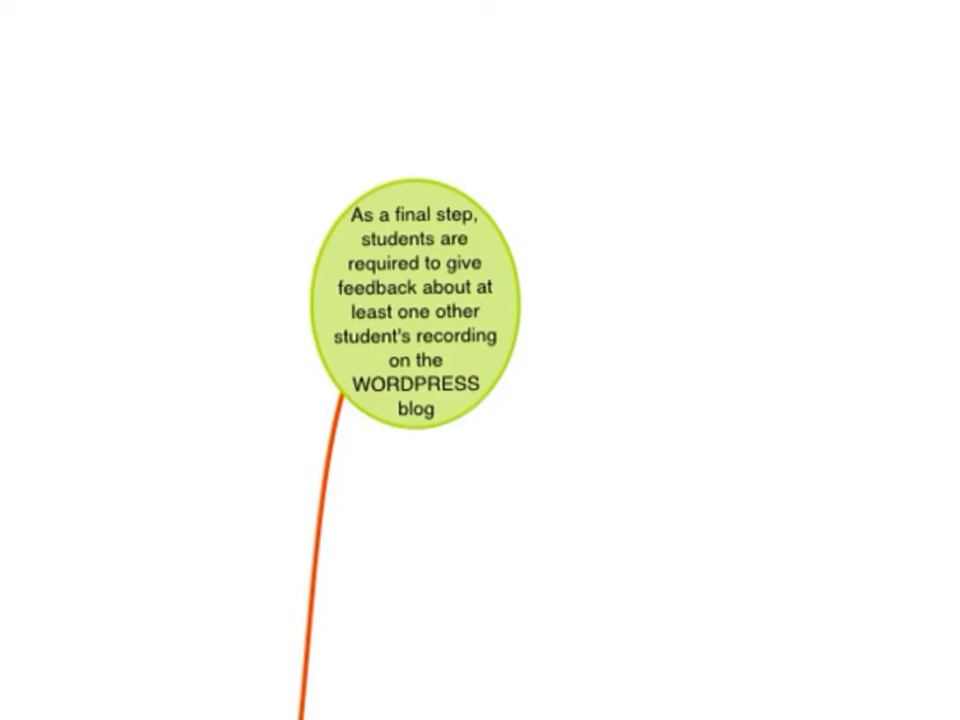 As a final step,
students are
required to give
feedback about at
least one other
student's recording
on the
WORDPRESS
blog